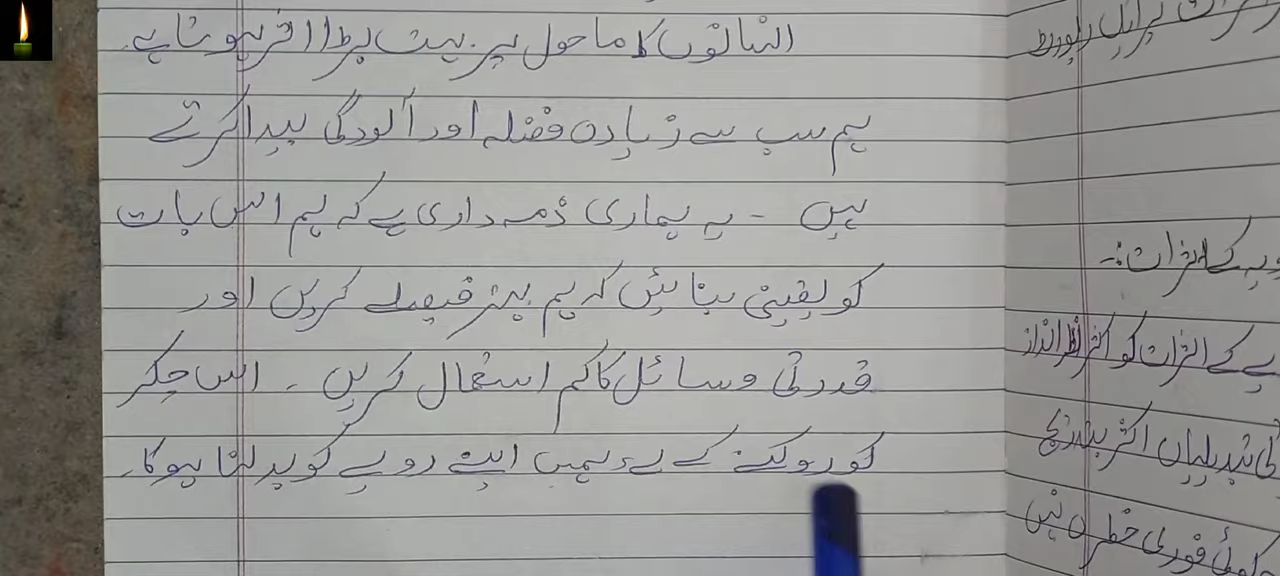 انسانوں کا ماحول پر بہت بڑا اثر ہوتا ہے۔
ہم سب سے زیادہ فضلہ اور آلودگی پیدا کرتے
ہیں ۔ یہ ہماری ذمہ داری ہے کہ ہم اس بات
کو یقینی بنائیں کہ ہم بہتر فیصلے کریں اور
قدرتی وسائل کا کم استعمال کریں ۔ اس چکر
کو روکنے کے لیے ہمیں اپنے رویے کو بدلنا ہوگا۔
کے اثرات :۔
کے اثرات کو اکثر نظر انداز
تبدیلیاں اکثر بتدریج
کوئی فوری خطرہ نہیں